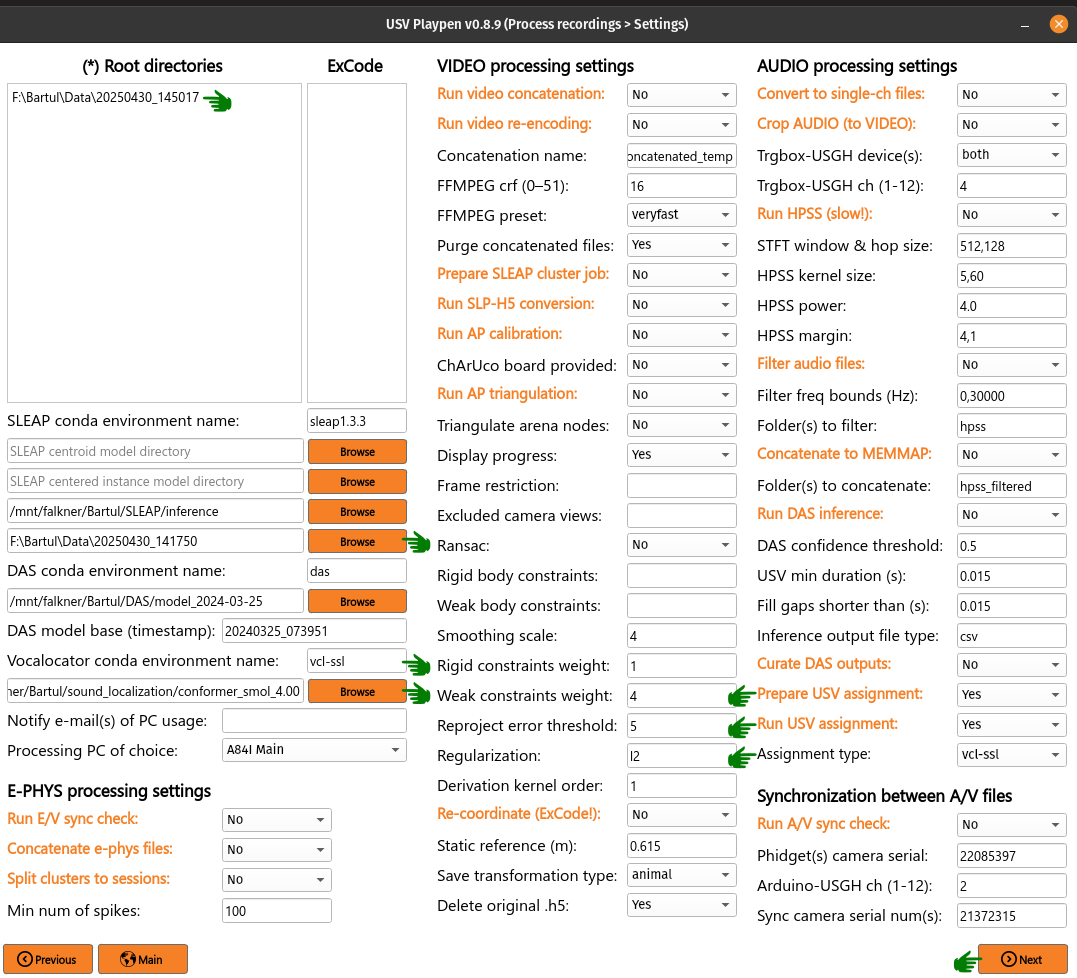 USV Playpen v0.8.9 (Process recordings > Settings)
(*) Root directories
ExCode
F:\Bartul\Data\20250430_145017
SLEAP conda environment name:
sleap1.3.3
SLEAP centroid model directory
Browse
SLEAP centered instance model directory
Browse
/mnt/falkner/Bartul/SLEAP/inference
Browse
F:\Bartul\Data\20250430_141750
Browse
DAS conda environment name:
das
/mnt/falkner/Bartul/DAS/model_2024-03-25
Browse
DAS model base (timestamp):
20240325_073951
Vocalocator conda environment name:
vcl-ssl
ner/Bartul/sound_localization/conformer_smol_4.00
Browse
Notify e-mail(s) of PC usage:
Processing PC of choice:
A84I Main
E-PHYS processing settings
Run E/V sync check:
No
Concatenate e-phys files:
No
Split clusters to sessions:
No
Min num of spikes:
100
VIDEO processing settings
Run video concatenation:
No
Run video re-encoding:
No
Concatenation name:
oncatenated_temp
FFMPEG crf (0–51):
16
FFMPEG preset:
veryfast
Purge concatenated files:
Yes
Prepare SLEAP cluster job:
No
Run SLP-H5 conversion:
No
Run AP calibration:
No
ChArUco board provided:
No
Run AP triangulation:
No
Triangulate arena nodes:
No
Display progress:
Yes
Frame restriction:
Excluded camera views:
Ransac:
No
Rigid body constraints:
Weak body constraints:
Smoothing scale:
4
Rigid constraints weight:
1
Weak constraints weight:
4
Reproject error threshold:
5
Regularization:
l2
Derivation kernel order:
1
Re-coordinate (ExCode!):
No
Static reference (m):
0.615
Save transformation type:
animal
Delete original .h5:
Yes
AUDIO processing settings
Convert to single-ch files:
No
Crop AUDIO (to VIDEO):
No
Trgbox-USGH device(s):
both
Trgbox-USGH ch (1-12):
4
Run HPSS (slow!):
No
STFT window & hop size:
512,128
HPSS kernel size:
5,60
HPSS power:
4.0
HPSS margin:
4,1
Filter audio files:
No
Filter freq bounds (Hz):
0,30000
Folder(s) to filter:
hpss
Concatenate to MEMMAP:
No
Folder(s) to concatenate:
hpss_filtered
Run DAS inference:
No
DAS confidence threshold:
0.5
USV min duration (s):
0.015
Fill gaps shorter than (s):
0.015
Inference output file type:
csv
Curate DAS outputs:
No
Prepare USV assignment:
Yes
Run USV assignment:
Yes
Assignment type:
vcl-ssl
Synchronization between A/V files
Run A/V sync check:
No
Phidget(s) camera serial:
22085397
Arduino-USGH ch (1-12):
2
Sync camera serial num(s):
21372315
Previous
Main
Next